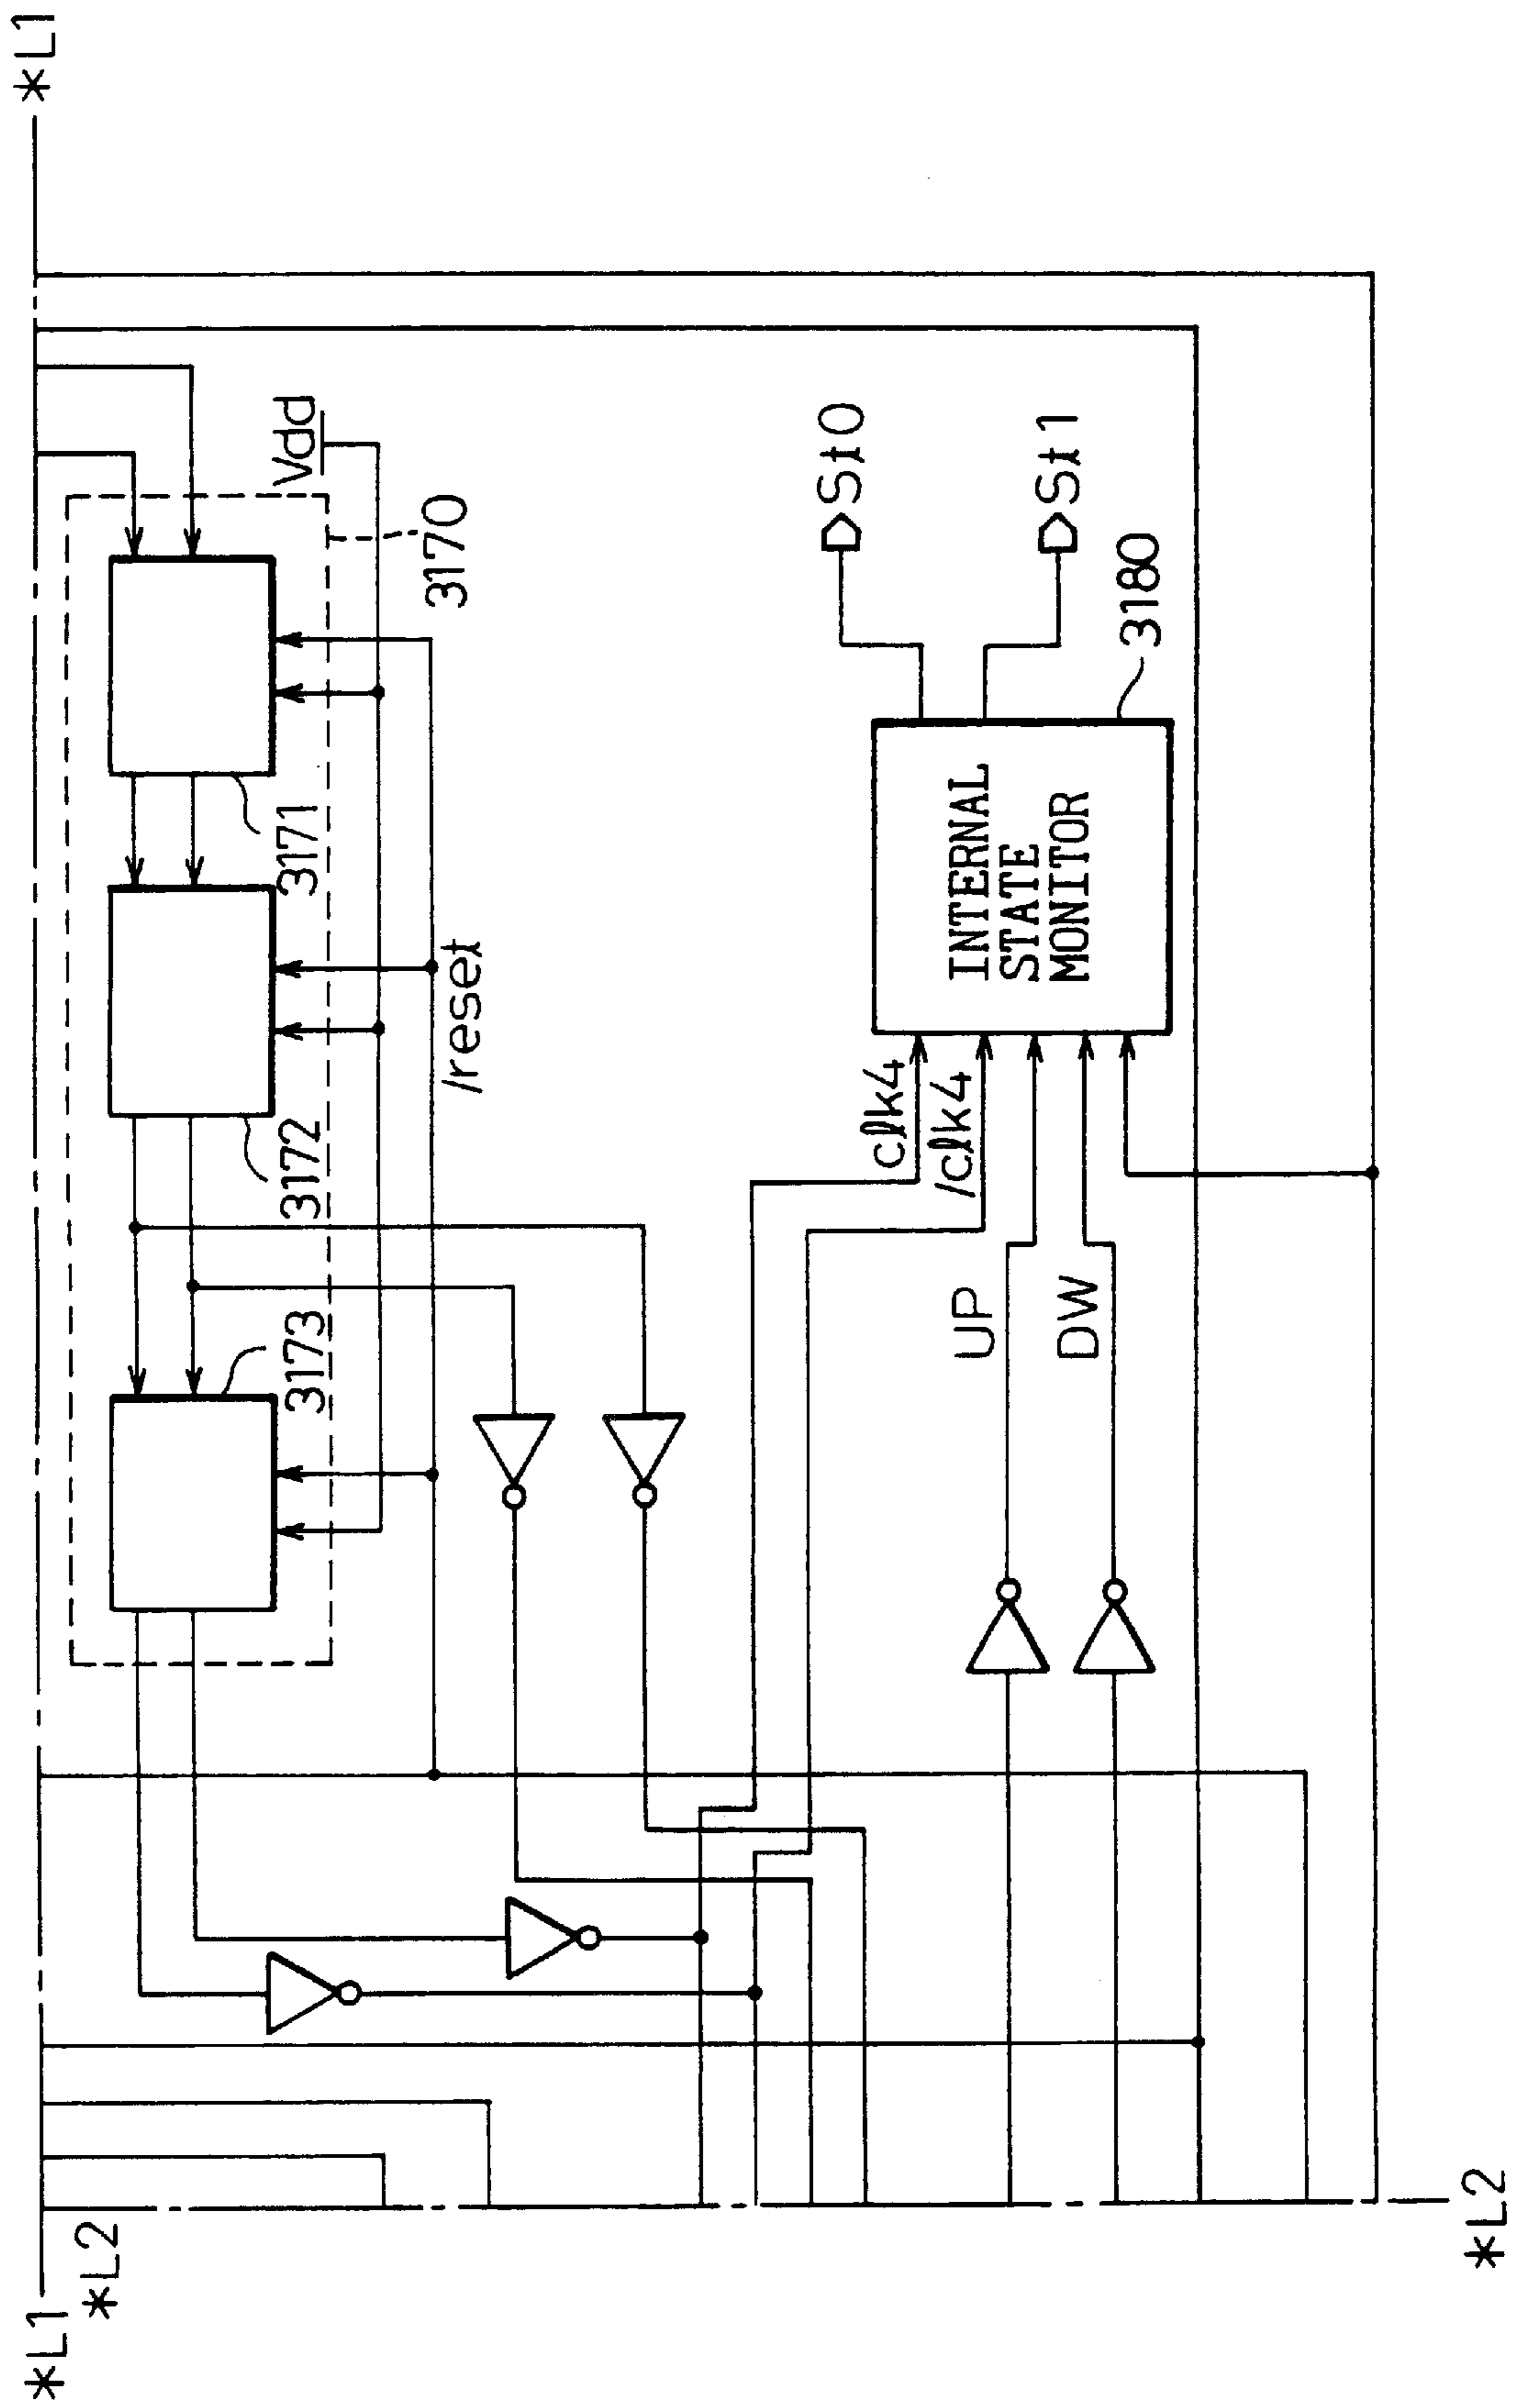 *L1
Vdd
3170
3171
3172
3173
/reset
St0
St1
3180
INTERNAL
STATE
MONITOR
clk4
/clk4
UP
DW
*L1
*L2
*L2